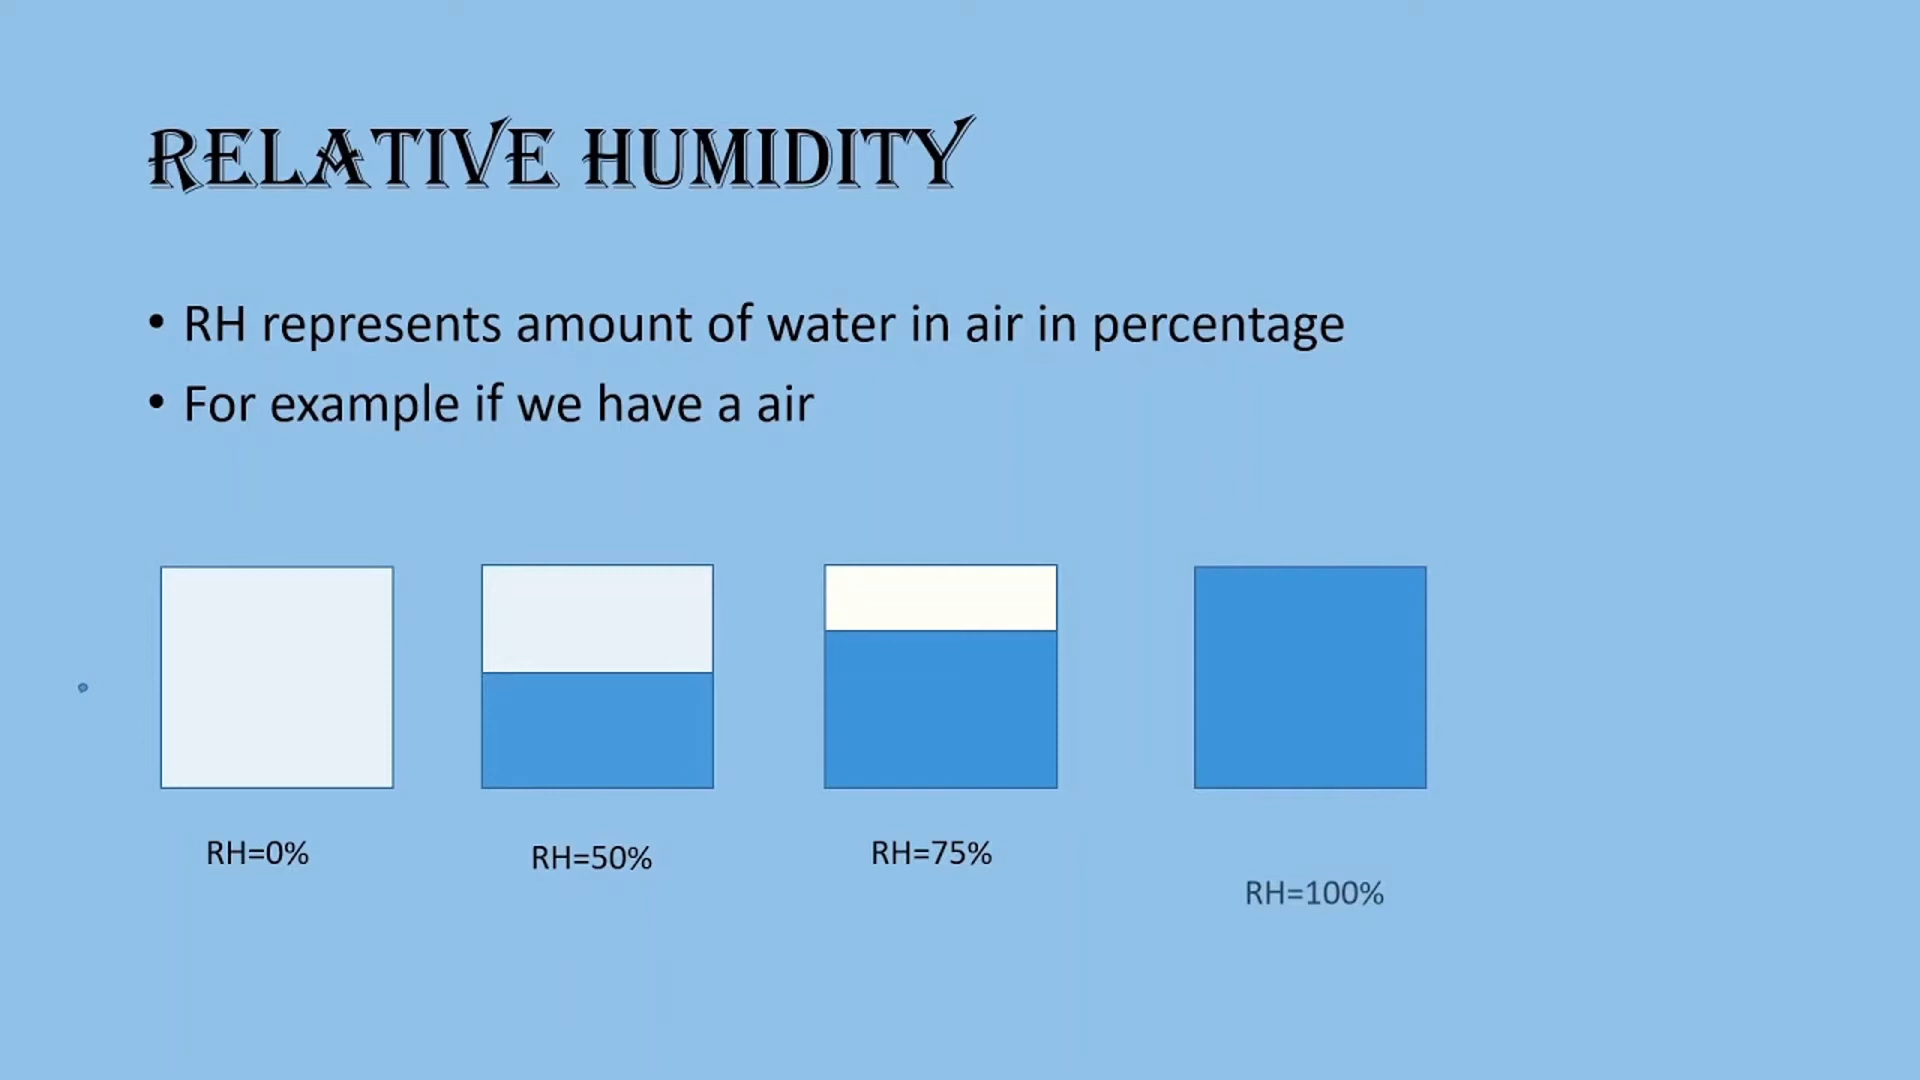 RELATIVE HUMIDITY
• RH represents amount of water in air in percentage
• For example if we have a air
RH=0%
RH=50%
RH=75%
RH=100%